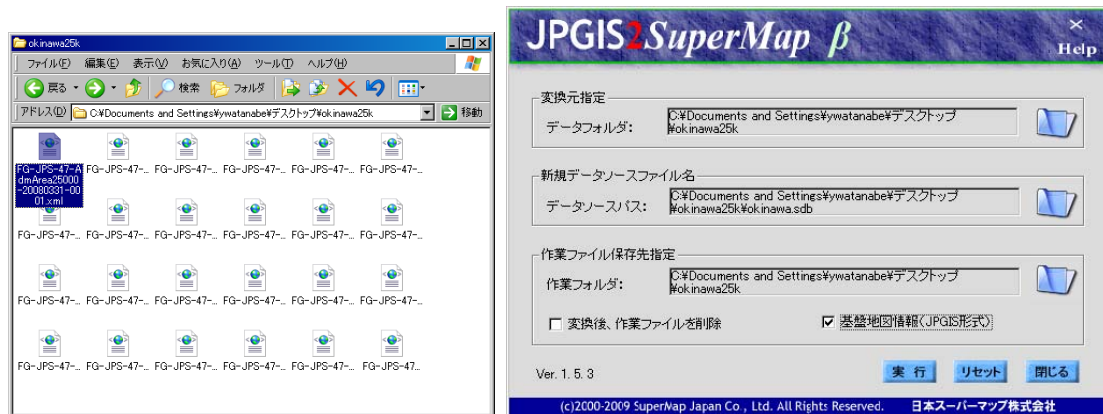 okinawa25k
ファイル(F) 編集(E) 表示(V) お気に入り(A) ツール(T) ヘルプ(H)
戻る 検索 フォルダ
アドレス(D) C:¥Documents and Settings¥ywatanabe¥デスクトップ¥okinawa25k 移動
FG-JPS-47-A
dmArea25000
-20080331-00
01.xml
FG-JPS-47-... FG-JPS-47-... FG-JPS-47-... FG-JPS-47-... FG-JPS-47-...
FG-JPS-47-... FG-JPS-47-... FG-JPS-47-... FG-JPS-47-... FG-JPS-47-... FG-JPS-47-...
FG-JPS-47-... FG-JPS-47-... FG-JPS-47-... FG-JPS-47-... FG-JPS-47-... FG-JPS-47-...
FG-JPS-47-... FG-JPS-47-... FG-JPS-47-... FG-JPS-47-... FG-JPS-47-... FG-JPS-47...
JPGIS2SuperMap β
×
Help
変換元指定
データフォルダ: C:¥Documents and Settings¥ywatanabe¥デスクトップ
¥okinawa25k
新規データソースファイル名
データソースパス: C:¥Documents and Settings¥ywatanabe¥デスクトップ
¥okinawa25k¥okinawa.sdb
作業ファイル保存先指定
作業フォルダ: C:¥Documents and Settings¥ywatanabe¥デスクトップ
¥okinawa25k
変換後、作業ファイルを削除 基盤地図情報(JPGIS形式)
Ver. 1. 5. 3 実 行 リセット 閉じる
(c)2000-2009 SuperMap Japan Co , Ltd. All Rights Reserved. 日本スーパーマップ株式会社